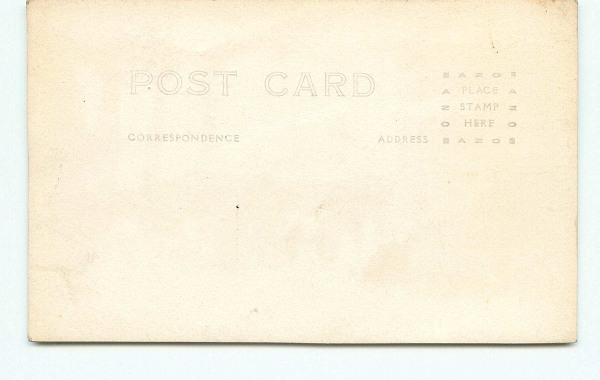 POST CARD
CORRESPONDENCE
ADDRESS
PLACE
STAMP
HERE